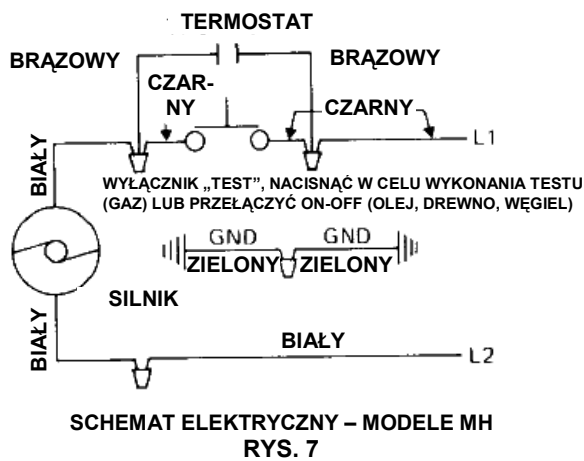 TERMOSTAT
BRĄZOWY
BRĄZOWY
CZAR-
NY
CZARNY
L1
BIAŁY
WYŁĄCZNIK „TEST”, NACISNĄĆ W CELU WYKONANIA TESTU
(GAZ) LUB PRZEŁĄCZYĆ ON-OFF (OLEJ, DREWNO, WĘGIEL)
GND
GND
ZIELONY
ZIELONY
SILNIK
BIAŁY
BIAŁY
L2
SCHEMAT ELEKTRYCZNY – MODELE MH
RYS. 7